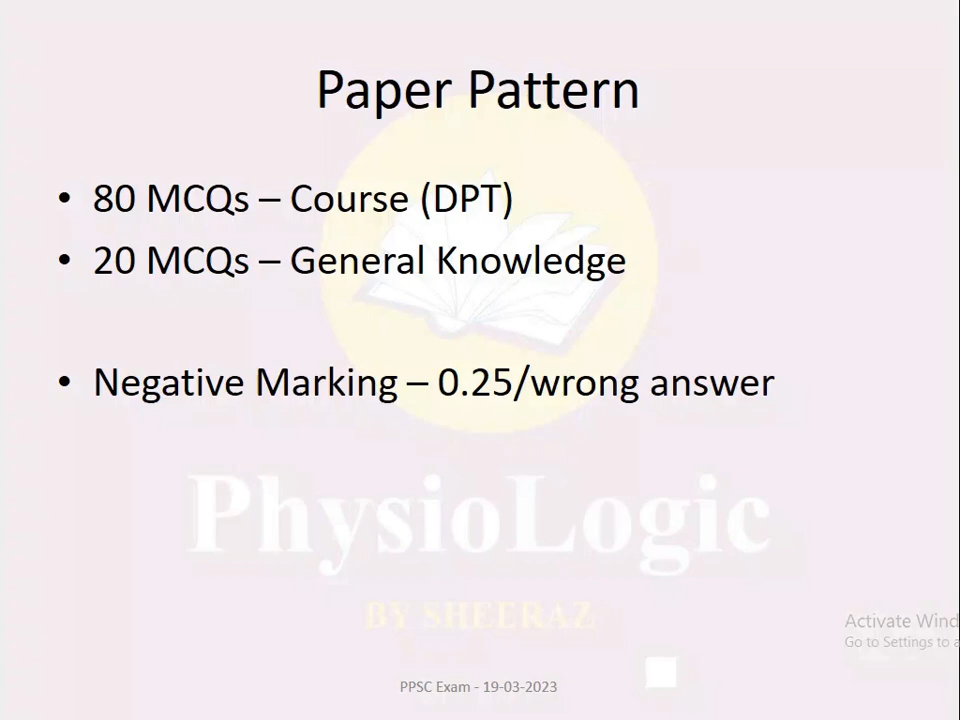 Paper Pattern
• 80 MCQs – Course (DPT)
• 20 MCQs – General Knowledge
• Negative Marking – 0.25/wrong answer
PhysioLogic
BY SHEERAZ
Activate Wind
Go to Settings to a
PPSC Exam - 19-03-2023